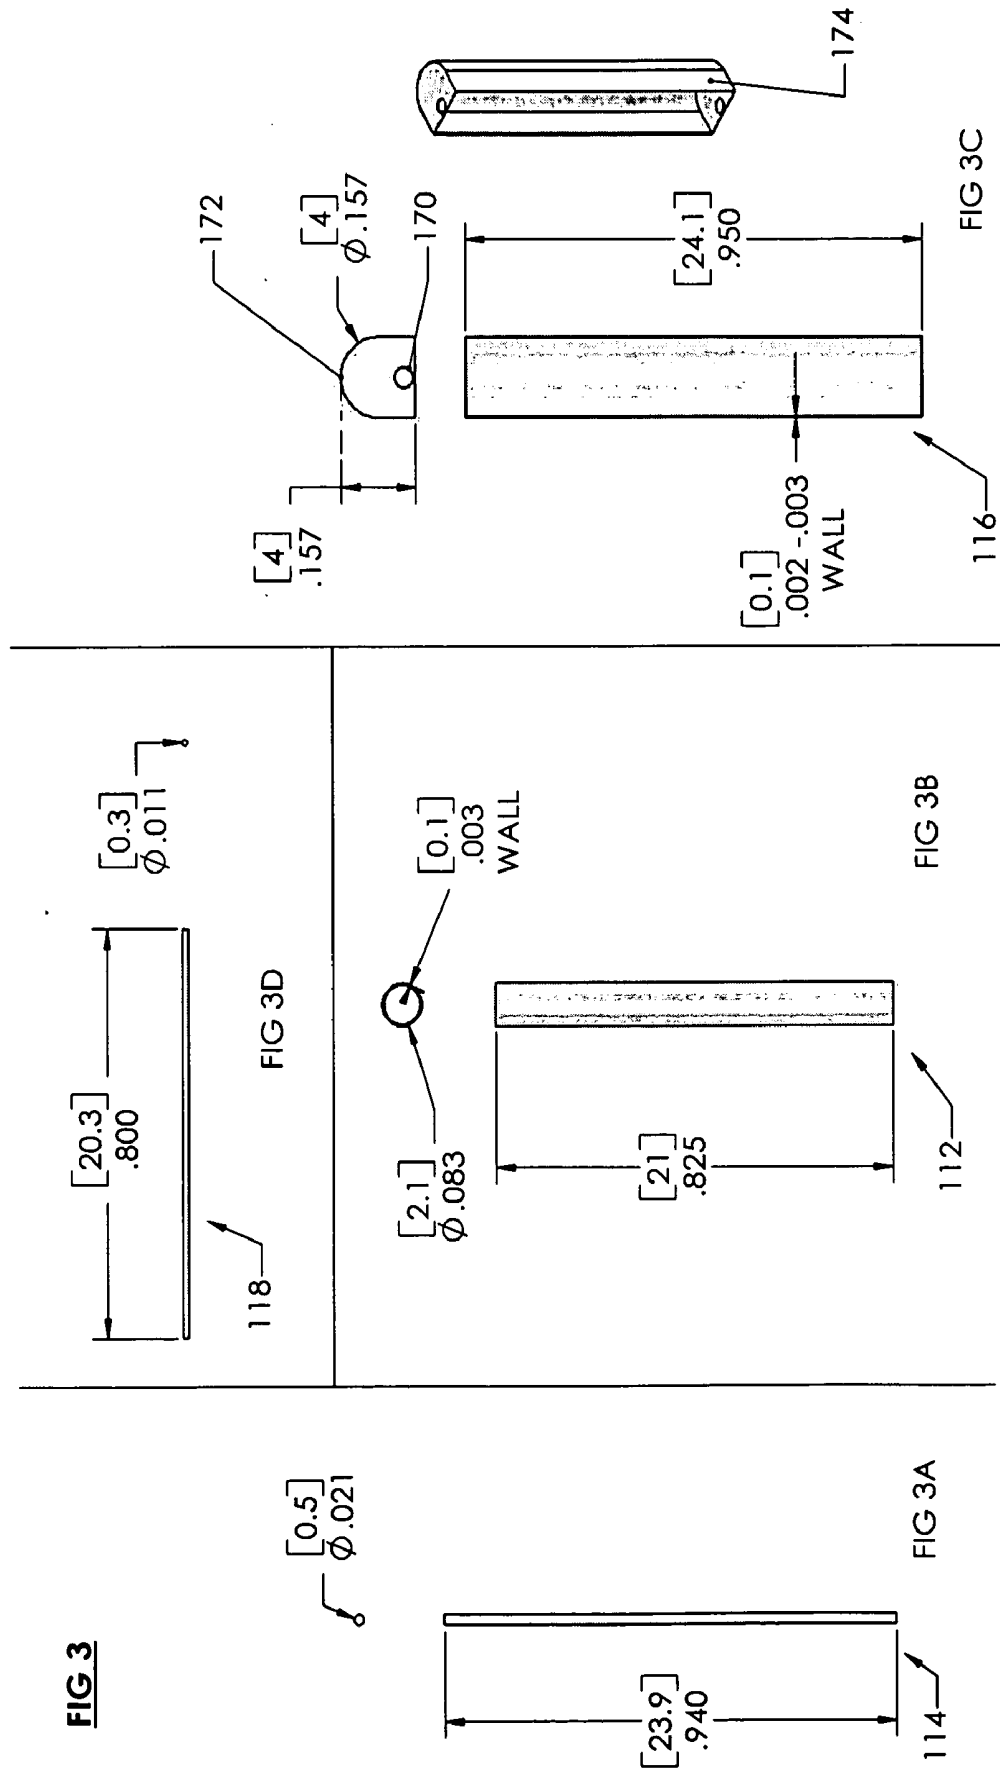 FIG 3
[0.5]
Ø.021
[23.9]
.940
114
FIG 3A
[20.3]
.800
[0.3]
Ø.011
118
FIG 3D
[2.1]
Ø.083
[0.1]
.003
WALL
[21]
.825
112
FIG 3B
172
[4]
.157
[4]
Ø.157
170
[0.1]
.002 -.003
WALL
[24.1]
.950
116
174
FIG 3C